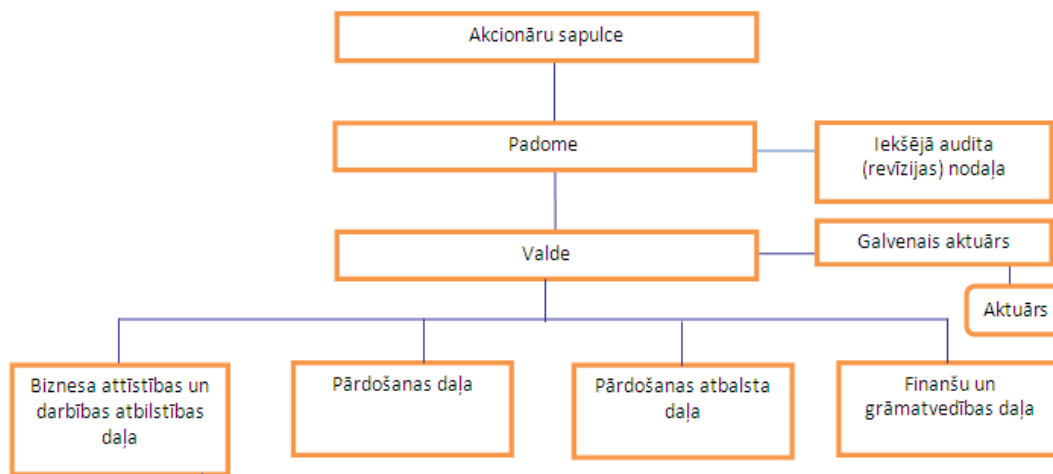 Akcionāru sapulce
Padome
Iekšējā audita
(revīzijas) nodaļa
Valde
Galvenais aktuārs
Aktuārs
Biznesa attīstības un
darbības atbilstības
daļa
Pārdošanas daļa
Pārdošanas atbalsta
daļa
Finanšu un
grāmatvedības daļa